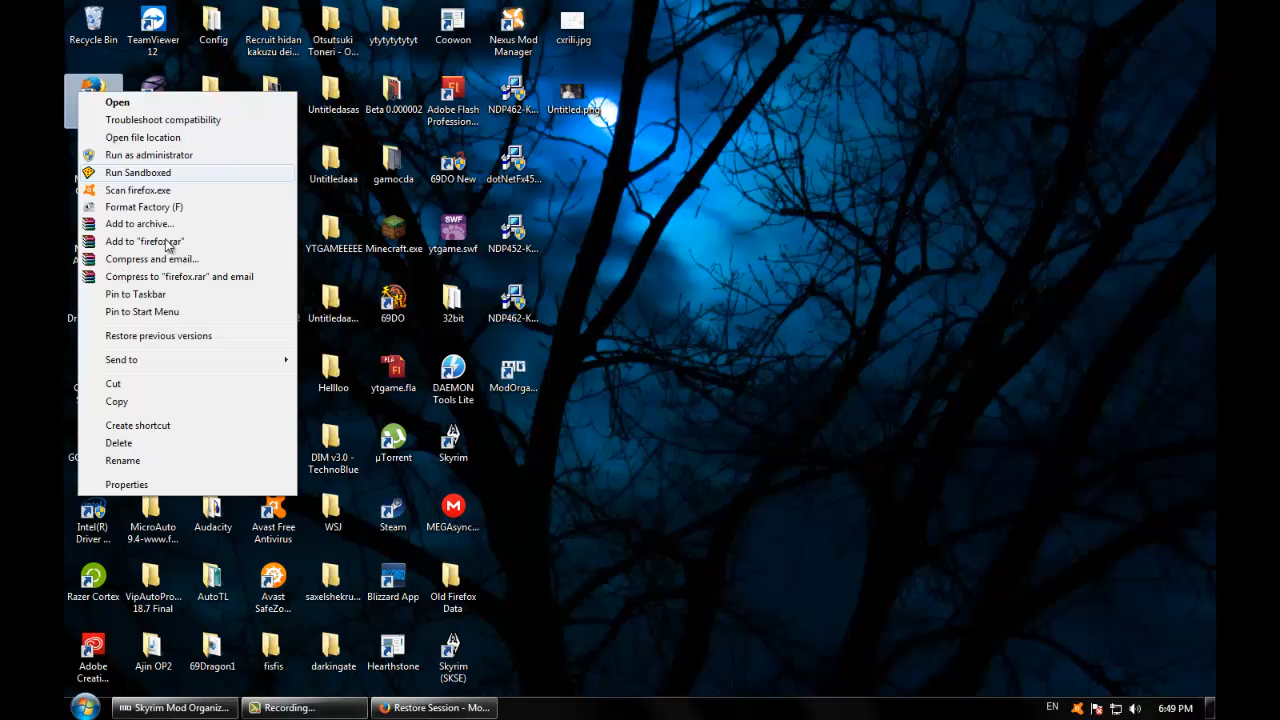 Recycle Bin
TeamViewer
12
Config
Recruit hidan
kakuzu dei...
Otsutsuki
Toneri - O...
ytytytytytyt
Coowon
Nexus Mod
Manager
cxrili.jpg
Untitledasas
Beta 0.000002
Adobe Flash
Profession...
NDP462-K...
Untitled.png
Open
Troubleshoot compatibility
Open file location
Run as administrator
Run Sandboxed
Scan firefox.exe
Format Factory (F)
Add to archive...
Add to "firefox.rar"
Compress and email...
Compress to "firefox.rar" and email
Pin to Taskbar
Pin to Start Menu
Restore previous versions
Send to
Cut
Copy
Create shortcut
Delete
Rename
Properties
Untitledaaa
gamocda
69DO New
dotNetFx45...
YTGAMEEEEE
Minecraft.exe
ytgame.swf
SWF
NDP452-K...
Untitledaa...
69DO
32bit
NDP462-K...
Hellloo
FLA
ytgame.fla
DAEMON
Tools Lite
ModOrga...
DIM v3.0 -
TechnoBlue
µTorrent
Skyrim
Intel(R)
Driver ...
MicroAuto
9.4-www.f...
Audacity
Avast Free
Antivirus
WSJ
Steam
MEGAsync...
Razer Cortex
VipAutoPro...
18.7 Final
AutoTL
Avast
SafeZo...
saxelshekru...
Blizzard App
Old Firefox
Data
Adobe
Creati...
Ajin OP2
69Dragon1
fisfis
darkingate
Hearthstone
Skyrim
(SKSE)
Skyrim Mod Organiz...
Recording...
Restore Session - Mo...
EN
6:49 PM